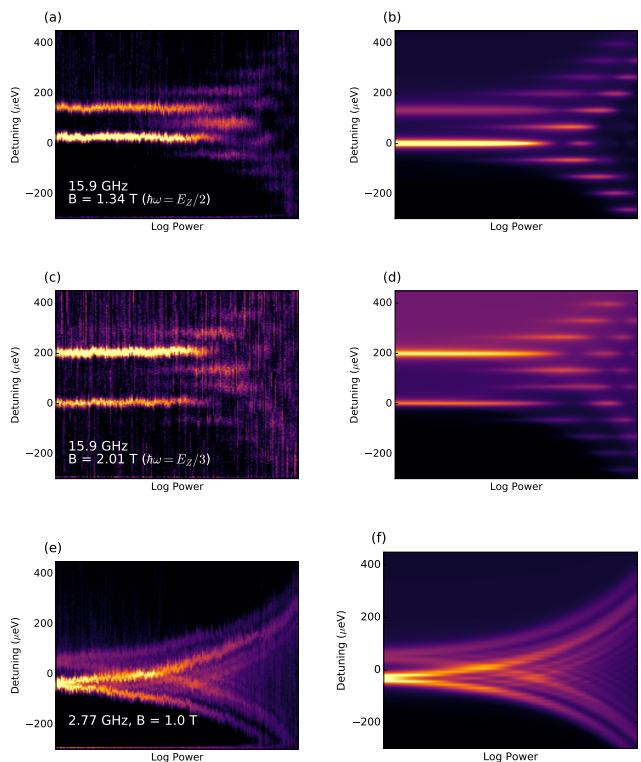 (a)
400
200
0
−200
Detuning (μeV)
15.9 GHz
B = 1.34 T (ħω = E_Z/2)
Log Power
(b)
400
200
0
−200
Detuning (μeV)
Log Power
(c)
400
200
0
−200
Detuning (μeV)
15.9 GHz
B = 2.01 T (ħω = E_Z/3)
Log Power
(d)
400
200
0
−200
Detuning (μeV)
Log Power
(e)
400
200
0
−200
Detuning (μeV)
2.77 GHz, B = 1.0 T
Log Power
(f)
400
200
0
−200
Detuning (μeV)
Log Power